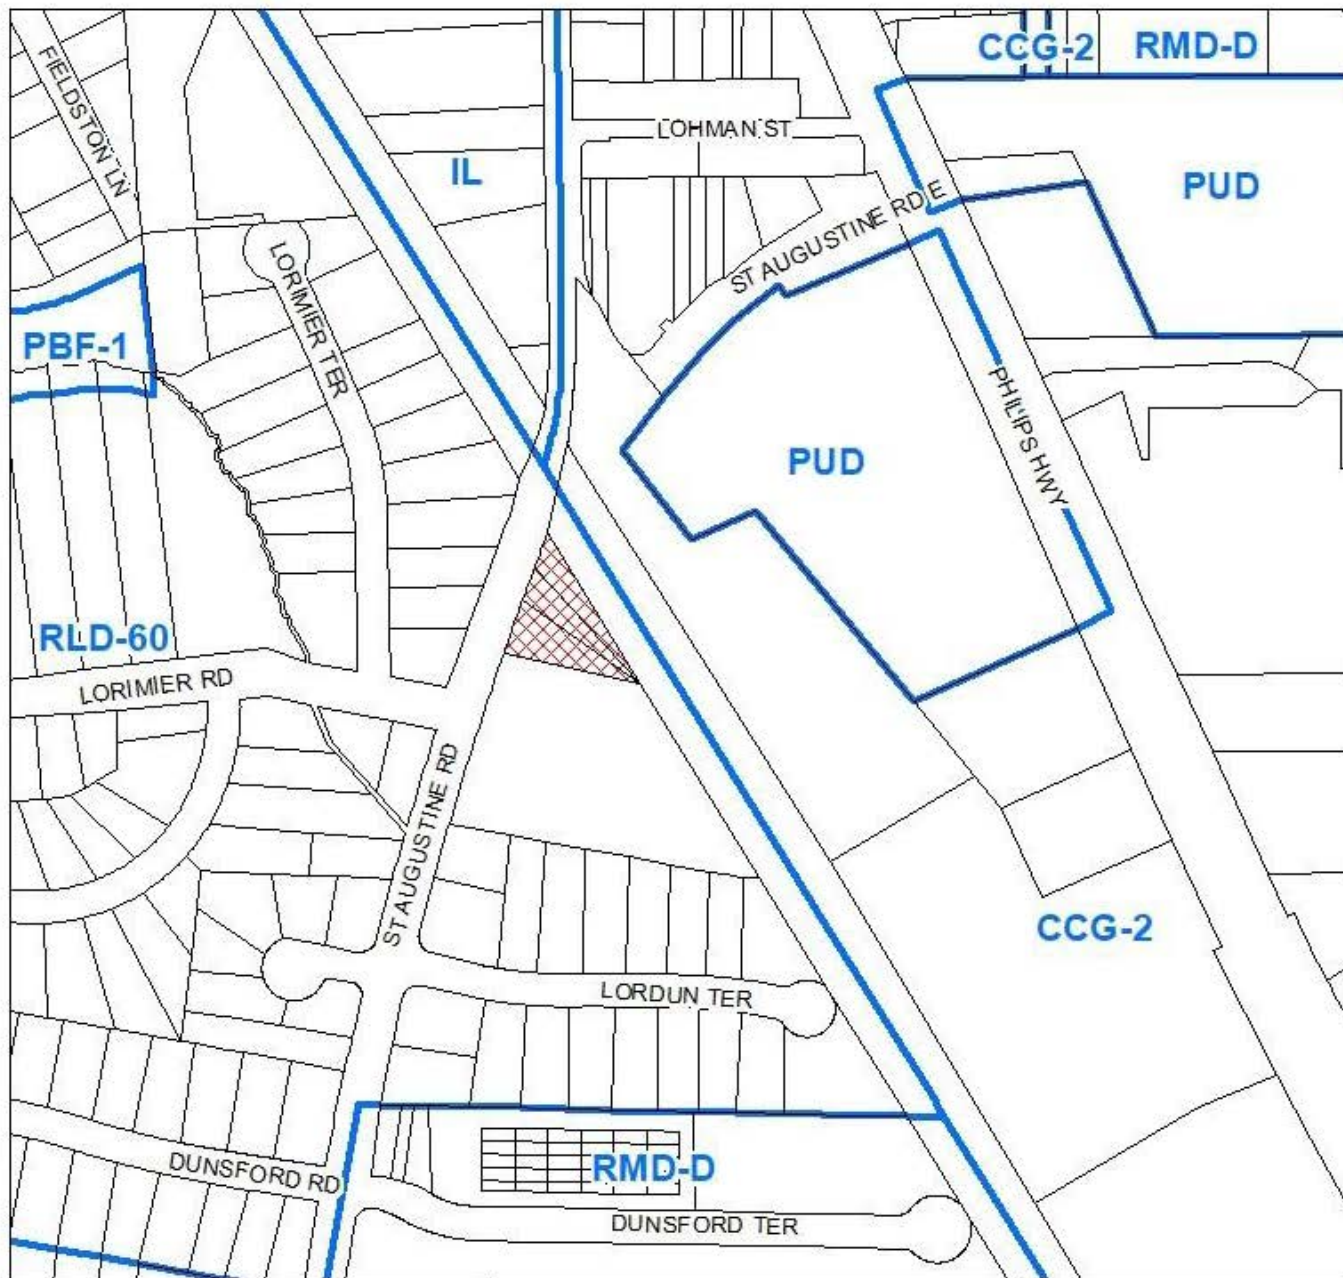 CCG-2
RMD-D
FIELDSTON LN
LOHMAN ST
IL
PUD
ST AUGUSTINE RD E
LORIMIER TER
PBF-1
PHILIPS HWY
PUD
RLD-60
LORIMIER RD
ST AUGUSTINE RD
CCG-2
LORDUN TER
DUNSFORD RD
RMD-D
DUNSFORD TER